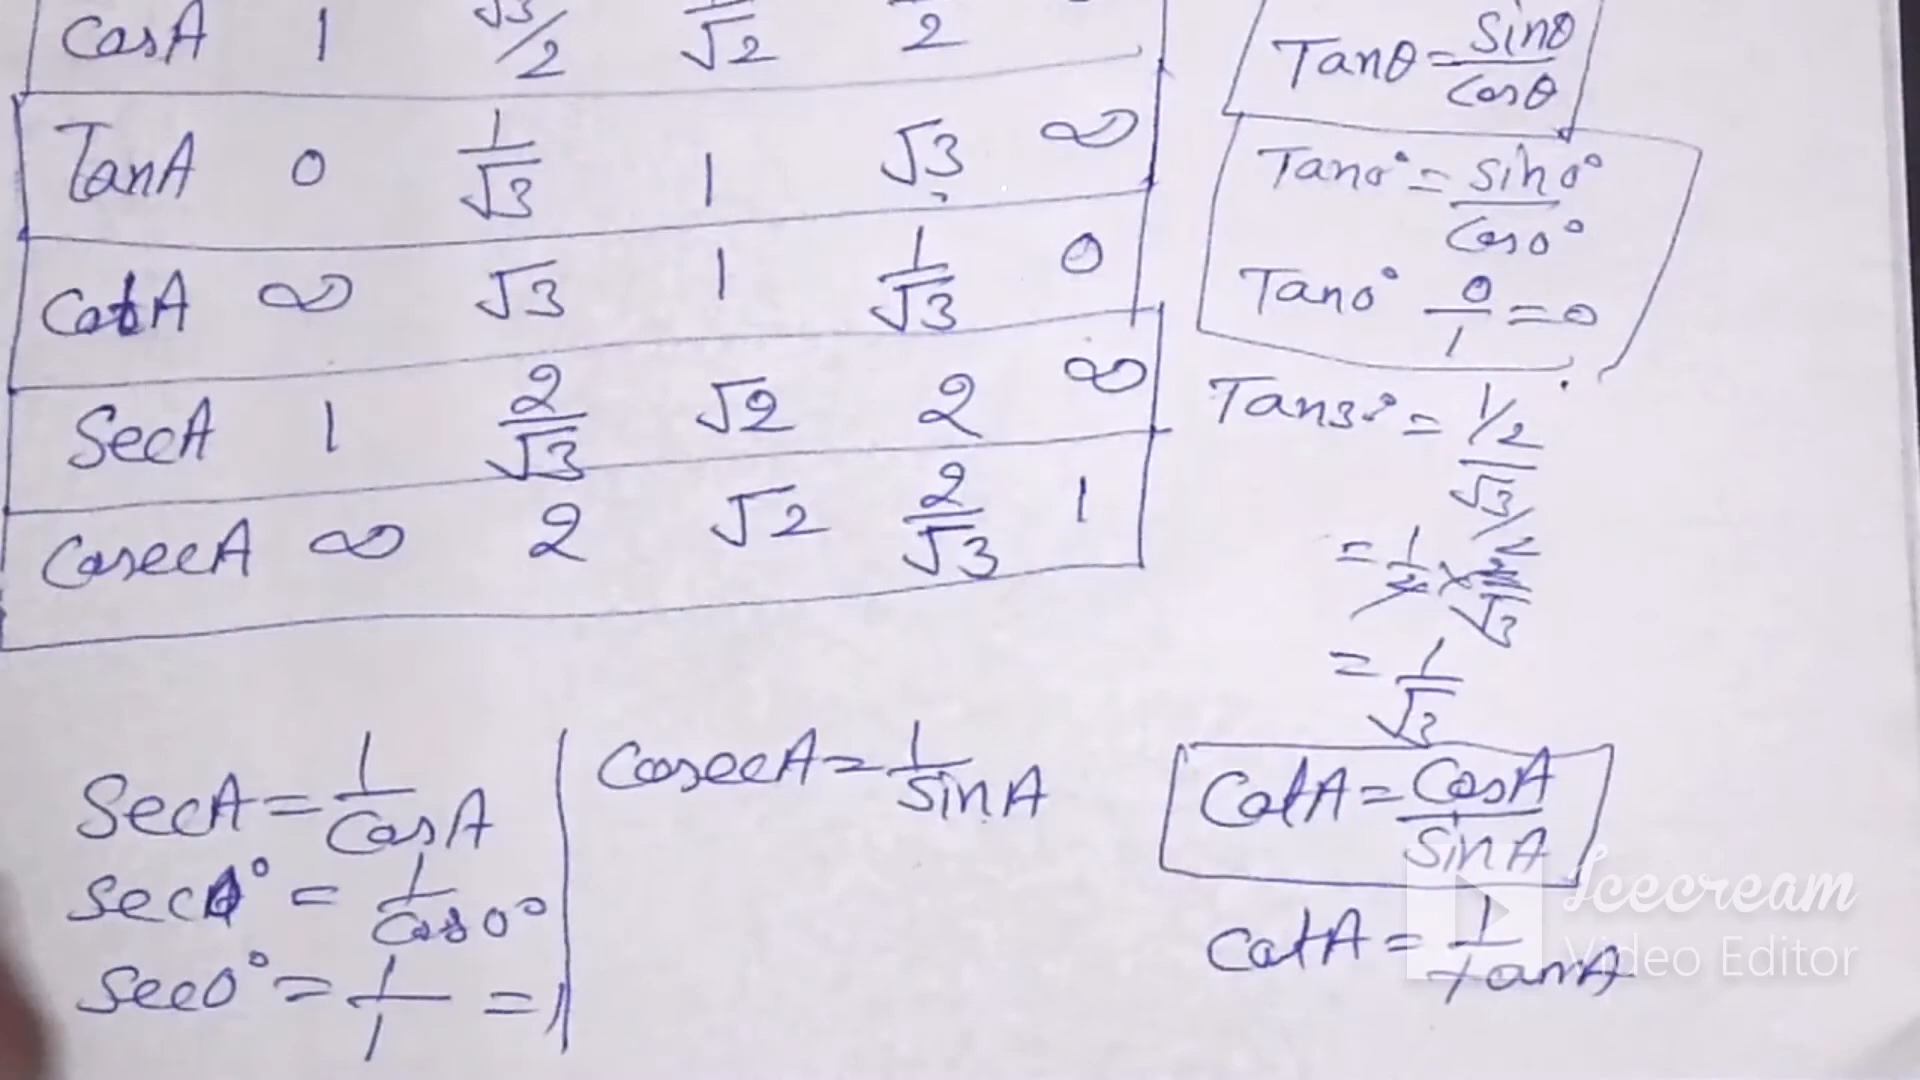 CosA 1 √3/2 1/√2 1/2
TanA 0 1/√3 1 √3 ∞
CotA ∞ √3 1 1/√3 0
SecA 1 2/√3 √2 2 ∞
CosecA ∞ 2 √2 2/√3 1
SecA = 1/CosA
sec0° = 1/Cos0°
Sec0° = 1/1 = 1
CosecA = 1/SinA
Tanθ = Sinθ/Cosθ
Tan0° = Sin0°/Cos0°
Tan0° 0/1 = 0
Tan30° = 1/2/√3/2
= 1/2 × 2/√3
= 1/√3
CotA = CosA/SinA
CotA = 1/tanA
Icecream
Video Editor